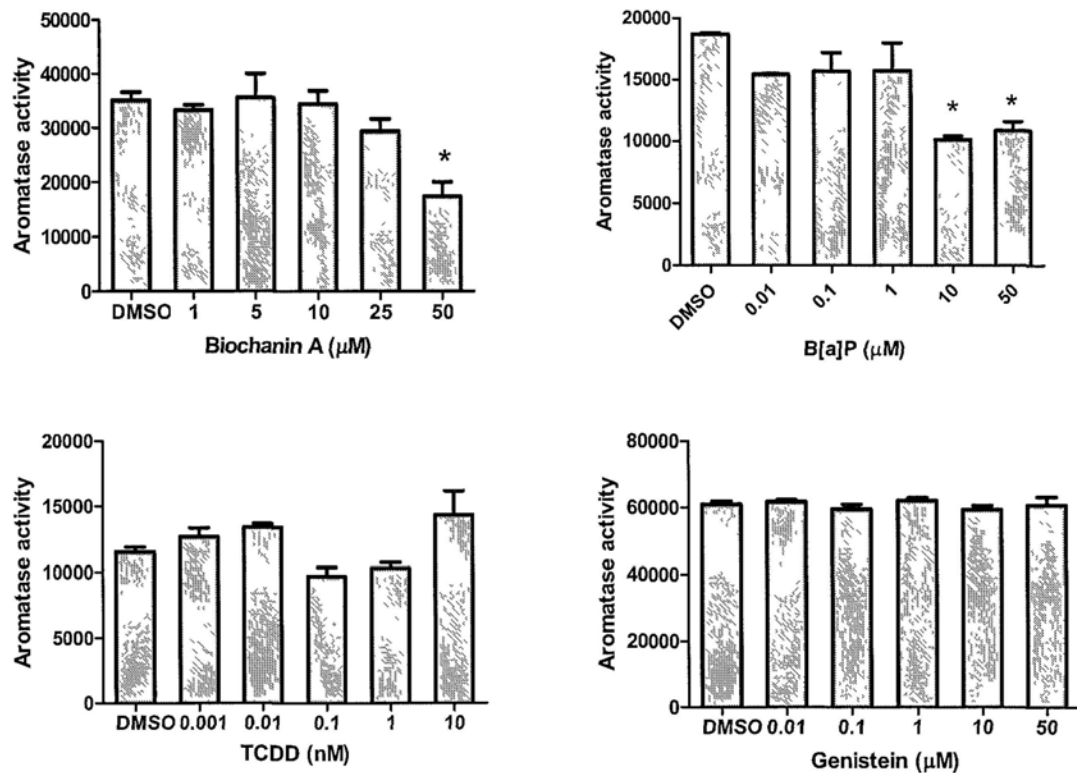 Aromatase activity
50000
40000
30000
20000
10000
0
*
DMSO 1 5 10 25 50
Biochanin A (μM)
Aromatase activity
20000
15000
10000
5000
0
* *
DMSO 0.01 0.1 1 10 50
B[a]P (μM)
Aromatase activity
20000
15000
10000
5000
0
DMSO 0.001 0.01 0.1 1 10
TCDD (nM)
Aromatase activity
80000
60000
40000
20000
0
DMSO 0.01 0.1 1 10 50
Genistein (μM)